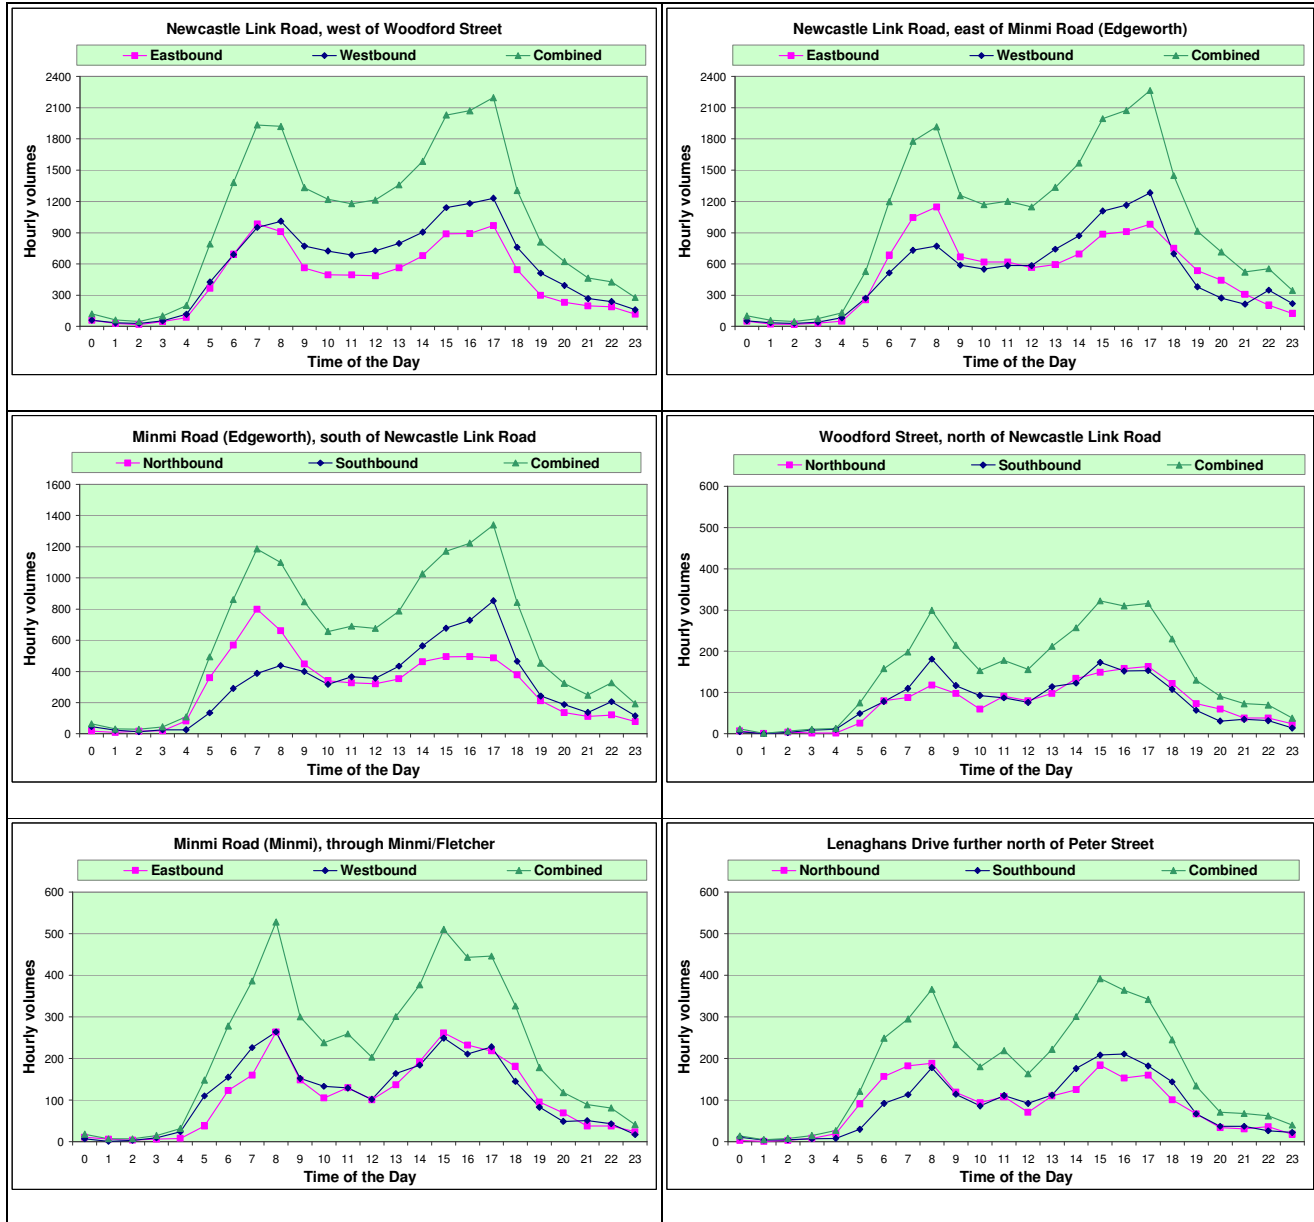 Newcastle Link Road, west of Woodford Street
Eastbound Westbound Combined
2400
2100
1800
1500
1200
900
600
300
0
Hourly volumes
0 1 2 3 4 5 6 7 8 9 10 11 12 13 14 15 16 17 18 19 20 21 22 23
Time of the Day
Newcastle Link Road, east of Minmi Road (Edgeworth)
Eastbound Westbound Combined
2400
2100
1800
1500
1200
900
600
300
0
Hourly volumes
0 1 2 3 4 5 6 7 8 9 10 11 12 13 14 15 16 17 18 19 20 21 22 23
Time of the Day
Minmi Road (Edgeworth), south of Newcastle Link Road
Northbound Southbound Combined
1600
1400
1200
1000
800
600
400
200
0
Hourly volumes
0 1 2 3 4 5 6 7 8 9 10 11 12 13 14 15 16 17 18 19 20 21 22 23
Time of the Day
Woodford Street, north of Newcastle Link Road
Northbound Southbound Combined
600
500
400
300
200
100
0
Hourly volumes
0 1 2 3 4 5 6 7 8 9 10 11 12 13 14 15 16 17 18 19 20 21 22 23
Time of the Day
Minmi Road (Minmi), through Minmi/Fletcher
Eastbound Westbound Combined
600
500
400
300
200
100
0
Hourly volumes
0 1 2 3 4 5 6 7 8 9 10 11 12 13 14 15 16 17 18 19 20 21 22 23
Time of the Day
Lenaghans Drive further north of Peter Street
Northbound Southbound Combined
600
500
400
300
200
100
0
Hourly volumes
0 1 2 3 4 5 6 7 8 9 10 11 12 13 14 15 16 17 18 19 20 21 22 23
Time of the Day